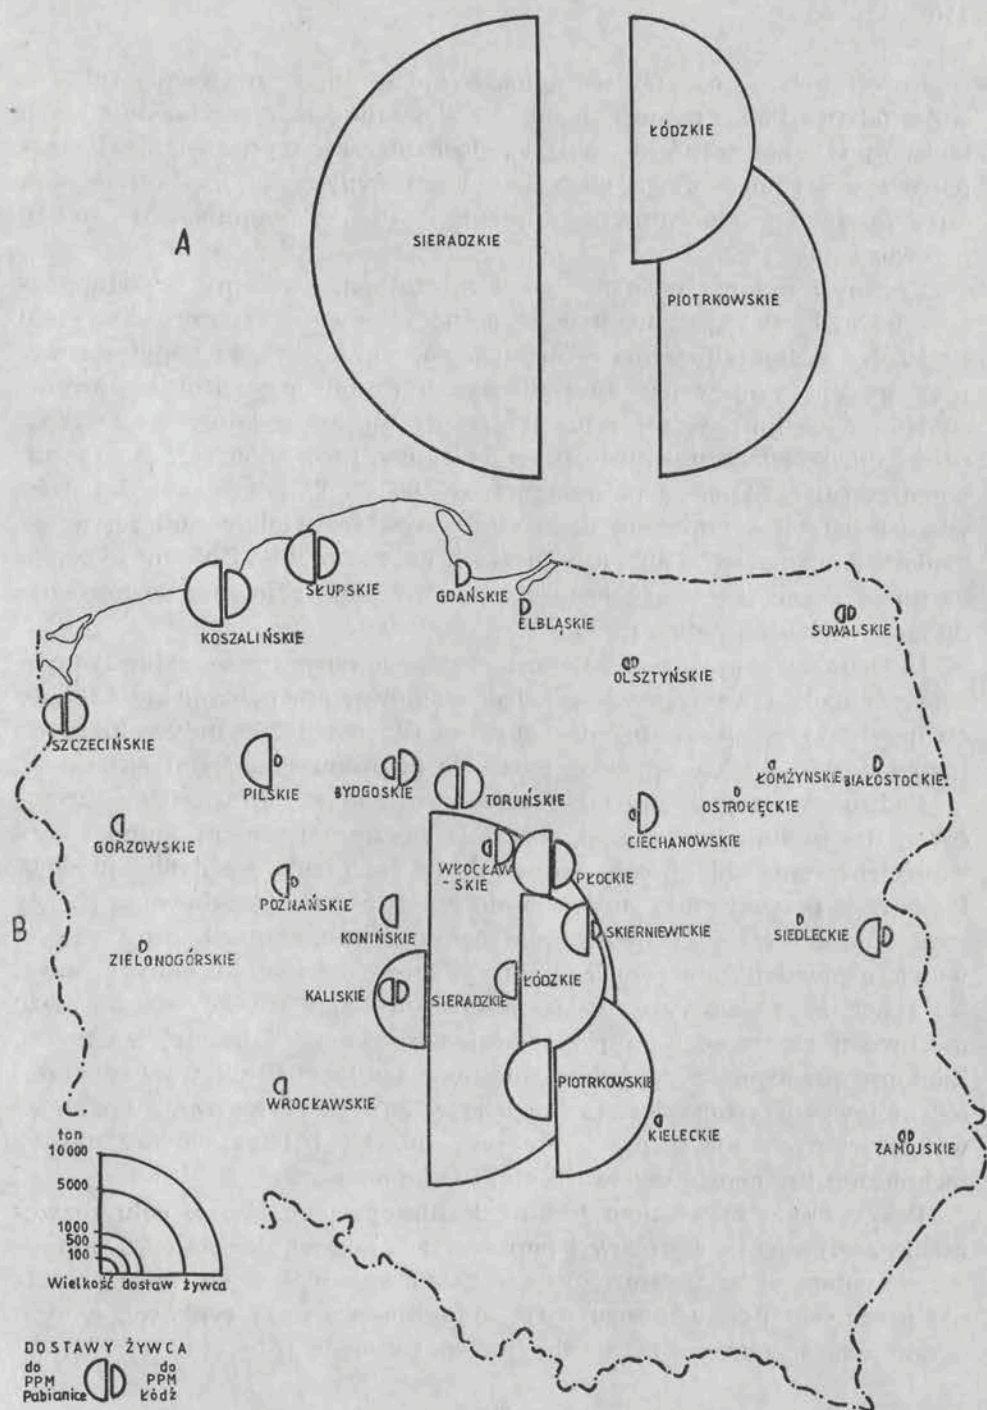 ŁÓDZKIE
SIERADZKIE
A
PIOTRKOWSKIE
SŁUPSKIE
GDAŃSKIE
ELBLĄSKIE
KOSZALIŃSKIE
SUWALSKIE
OLSZTYŃSKIE
SZCZECIŃSKIE
PILSKIE
BYDGOSKIE
TORUŃSKIE
ŁOMŻYŃSKIE
BIAŁOSTOCKIE
OSTROŁĘCKIE
GORZOWSKIE
CIECHANOWSKIE
WŁOCŁAW-
-SKIE
PŁOCKIE
POZNAŃSKIE
B
KONIŃSKIE
SKIERNIEWICKIE
SIEDLECKIE
ZIELONOGÓRSKIE
KALISKIE
SIERADZKIE
ŁÓDZKIE
PIOTRKOWSKIE
WROCŁAWSKIE
KIELECKIE
ZAMOJSKIE
ton
10000
5000
1000
500
100
Wielkość dostaw żywca
DOSTAWY ŻYWCA
do do
PPM PPM
Pabianice Łódź